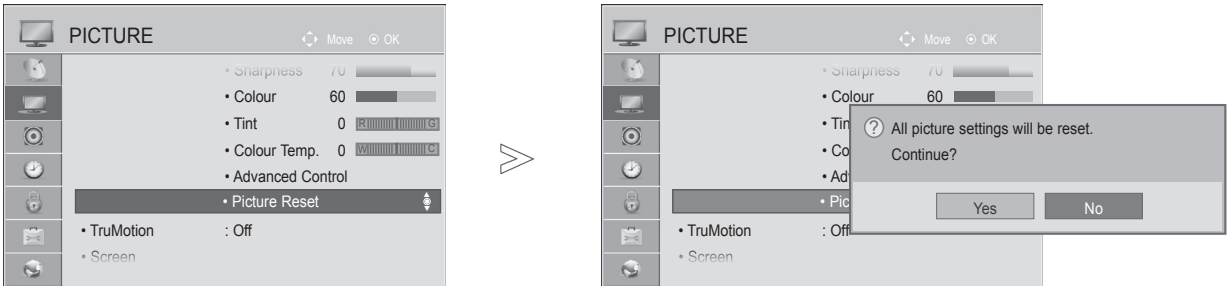 PICTURE
Move OK
• Sharpness 70
• Colour 60
• Tint 0 R G
• Colour Temp. 0 W C
• Advanced Control
• Picture Reset
• TruMotion : Off
• Screen
PICTURE
Move OK
• Sharpness 70
• Colour 60
• Tin
• Co
• Ad
• Pic
• TruMotion : Off
• Screen
? All picture settings will be reset.
Continue?
Yes No